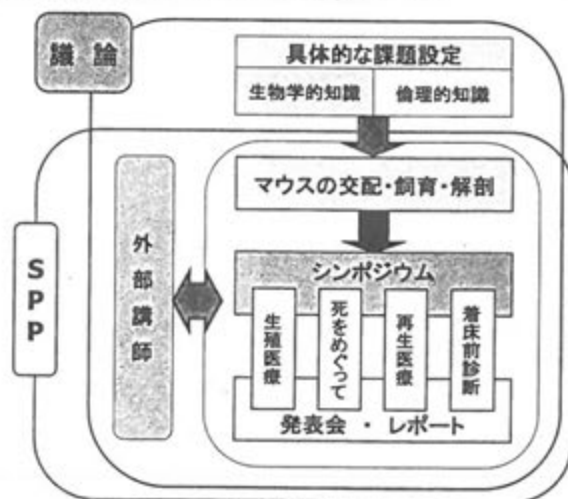 議論
具体的な課題設定
生物学的知識
倫理的知識
マウスの交配・飼育・解剖
SPP
外部講師
シンポジウム
生殖医療
死をめぐって
再生医療
着床前診断
発表会・レポート